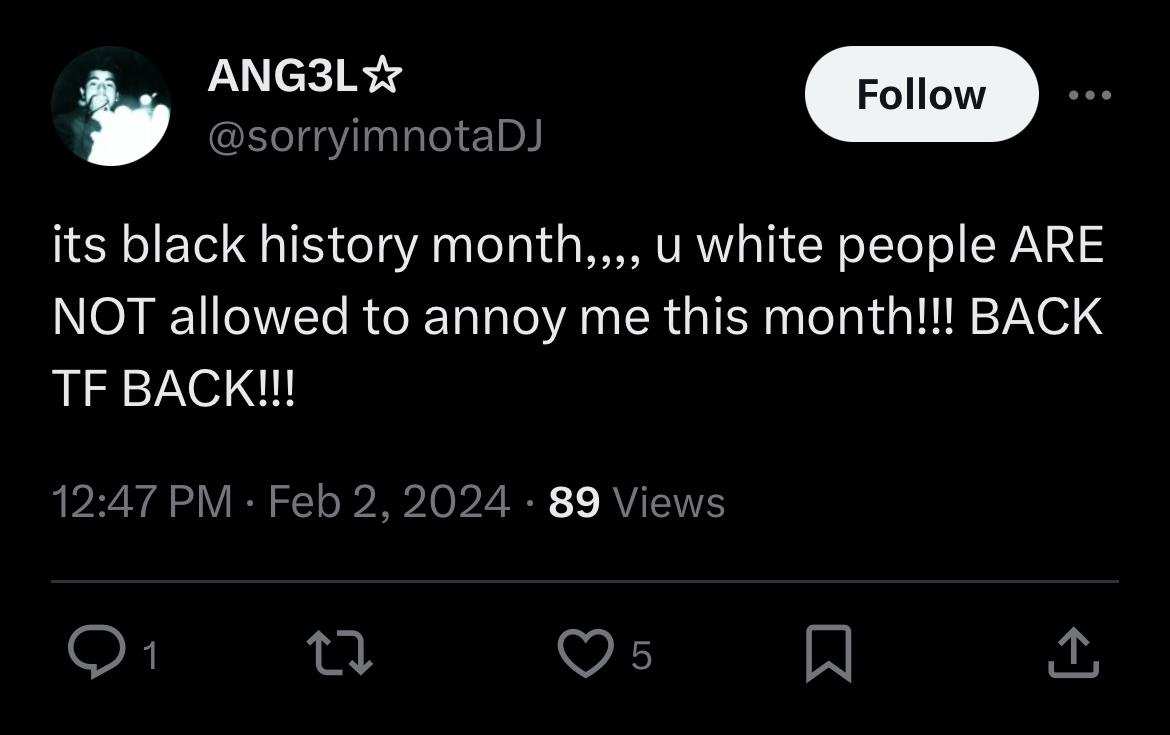 ANG3L☆
Follow
@sorryimnotaDJ
its black history month,,,, u white people ARE
NOT allowed to annoy me this month!!! BACK
TF BACK!!!
12:47 PM · Feb 2, 2024 · 89 Views
1
5